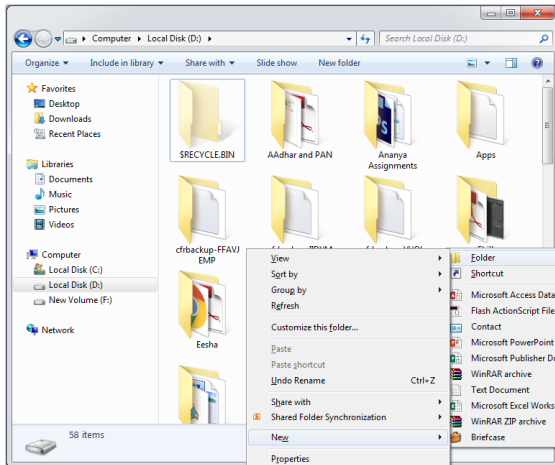 Computer ▸ Local Disk (D:) ▸
Search Local Disk (D:)
Organize ▾ Include in library ▾ Share with ▾ Slide show New folder
Favorites
Desktop
Downloads
Recent Places
Libraries
Documents
Music
Pictures
Videos
Computer
Local Disk (C:)
Local Disk (D:)
New Volume (F:)
Network
$RECYCLE.BIN
AAdhar and PAN
Ananya
Assignments
Apps
cfrbackup-FFAVJ
EMP
Eesha
View
Sort by
Group by
Refresh
Customize this folder...
Paste
Paste shortcut
Undo Rename Ctrl+Z
Share with
Shared Folder Synchronization
New
Properties
Folder
Shortcut
Microsoft Access Data
Flash ActionScript File
Contact
Microsoft PowerPoint
Microsoft Publisher Do
WinRAR archive
Text Document
Microsoft Excel Works
WinRAR ZIP archive
Briefcase
58 items